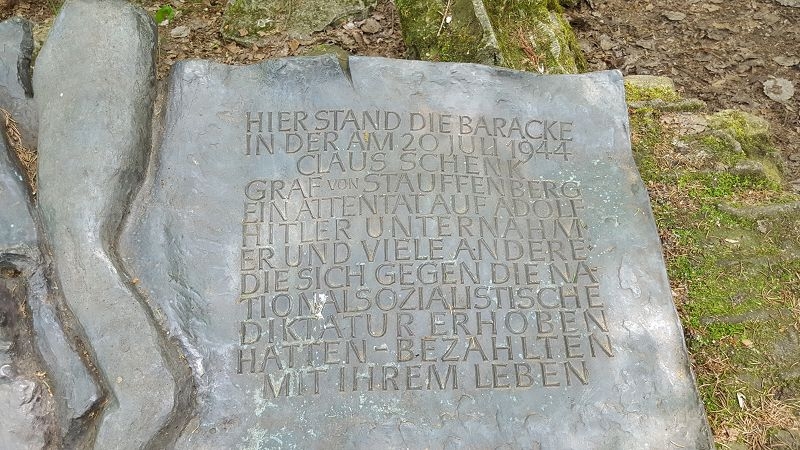 HIER STAND DIE BARACKE
IN DER AM 20 JULI 1944
CLAUS SCHENK
GRAF VON STAUFFENBERG
EIN ATTENTAT AUF ADOLF
HITLER UNTERNAHM -
ER UND VIELE ANDERE
DIE SICH GEGEN DIE NA-
TIONALSOZIALISTISCHE
DIKTATUR ERHOBEN
HATTEN - BEZAHLTEN
MIT IHREM LEBEN